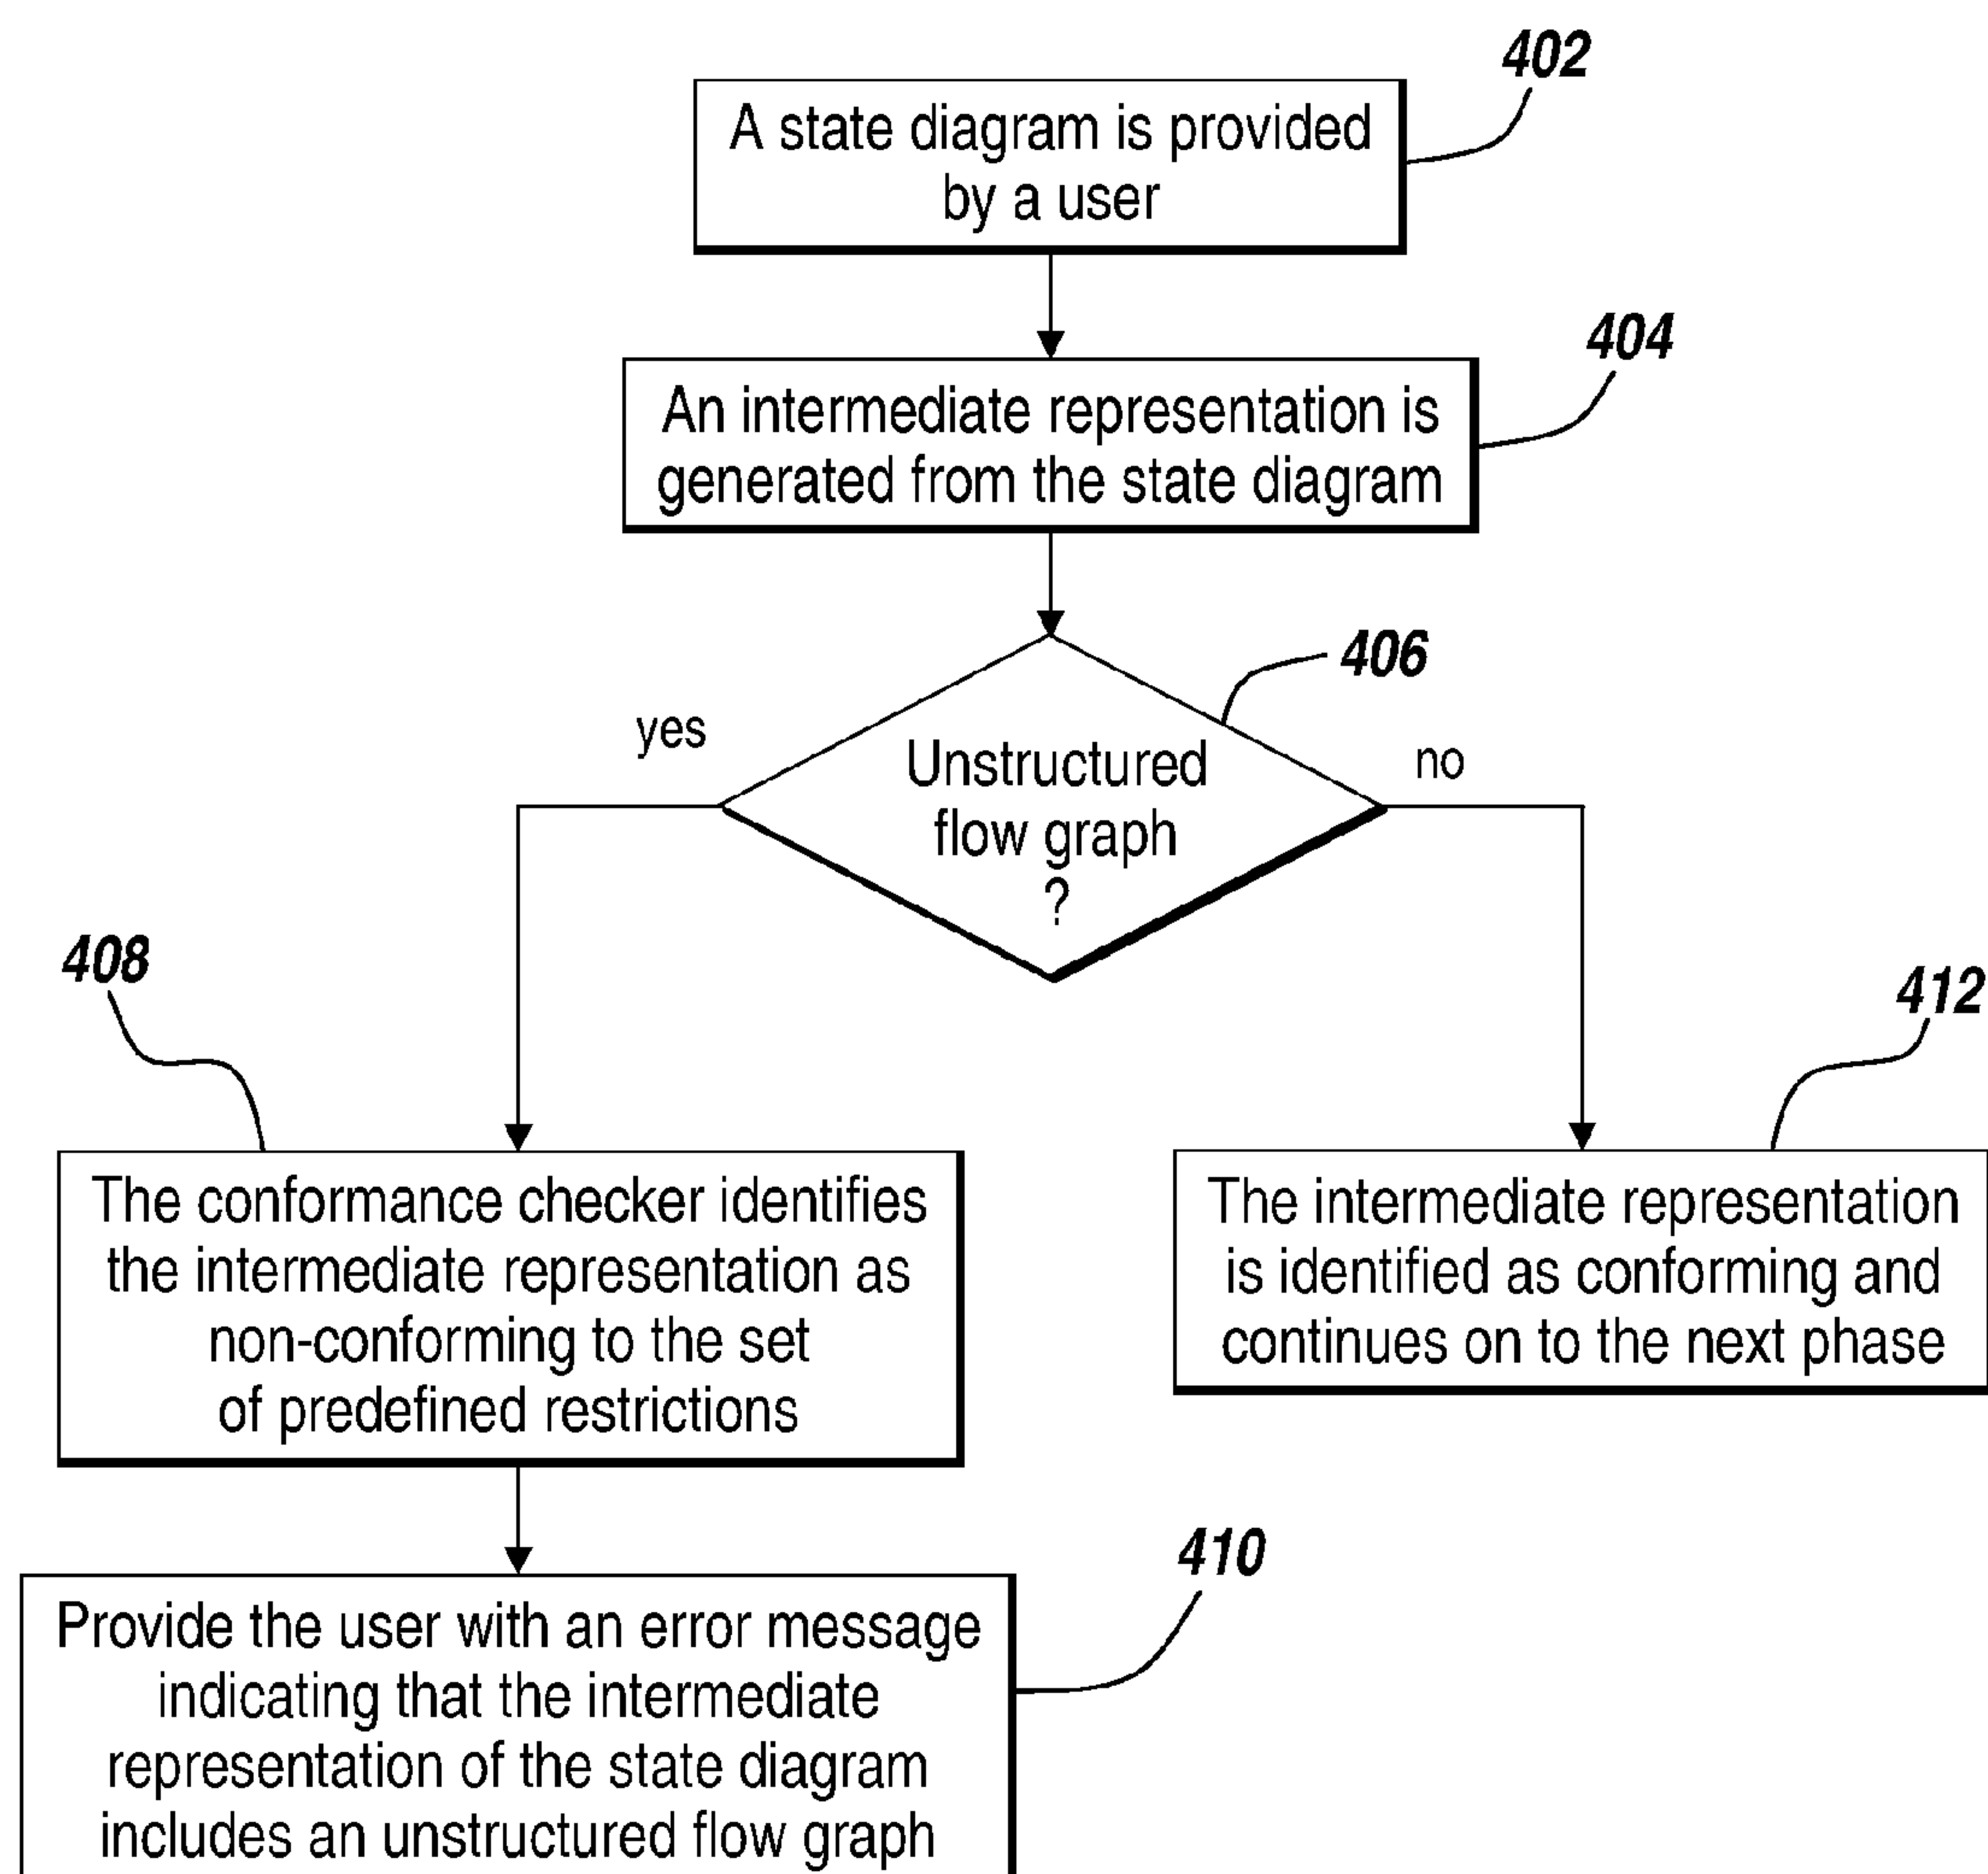 402
A state diagram is provided
by a user
404
An intermediate representation is
generated from the state diagram
406
yes
no
Unstructured
flow graph
?
408
412
The conformance checker identifies
the intermediate representation as
non-conforming to the set
of predefined restrictions
The intermediate representation
is identified as conforming and
continues on to the next phase
410
Provide the user with an error message
indicating that the intermediate
representation of the state diagram
includes an unstructured flow graph